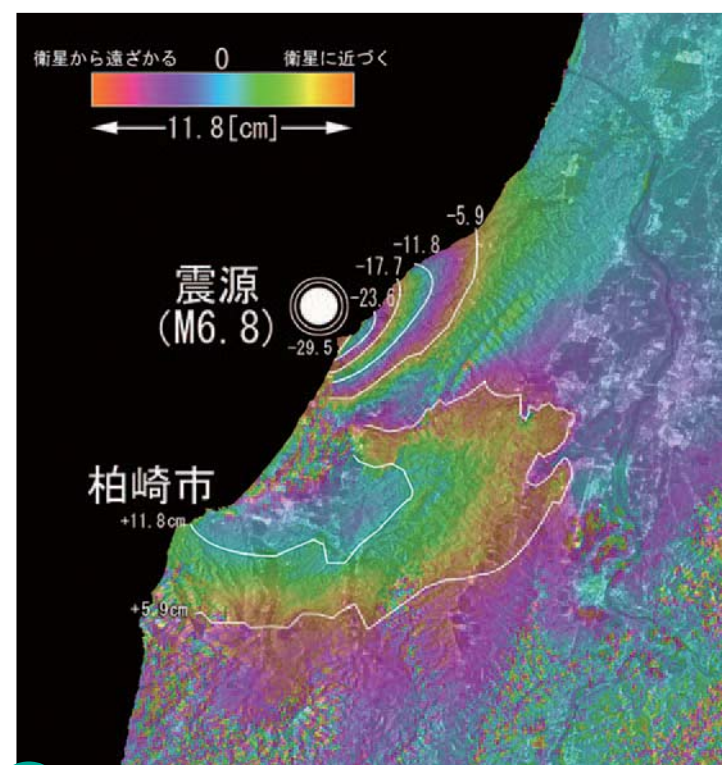 衛星から遠ざかる 0 衛星に近づく
11.8[cm]
-5.9
-11.8
-17.7
-23.6
-29.5
震源
(M6.8)
柏崎市
+11.8cm
+5.9cm